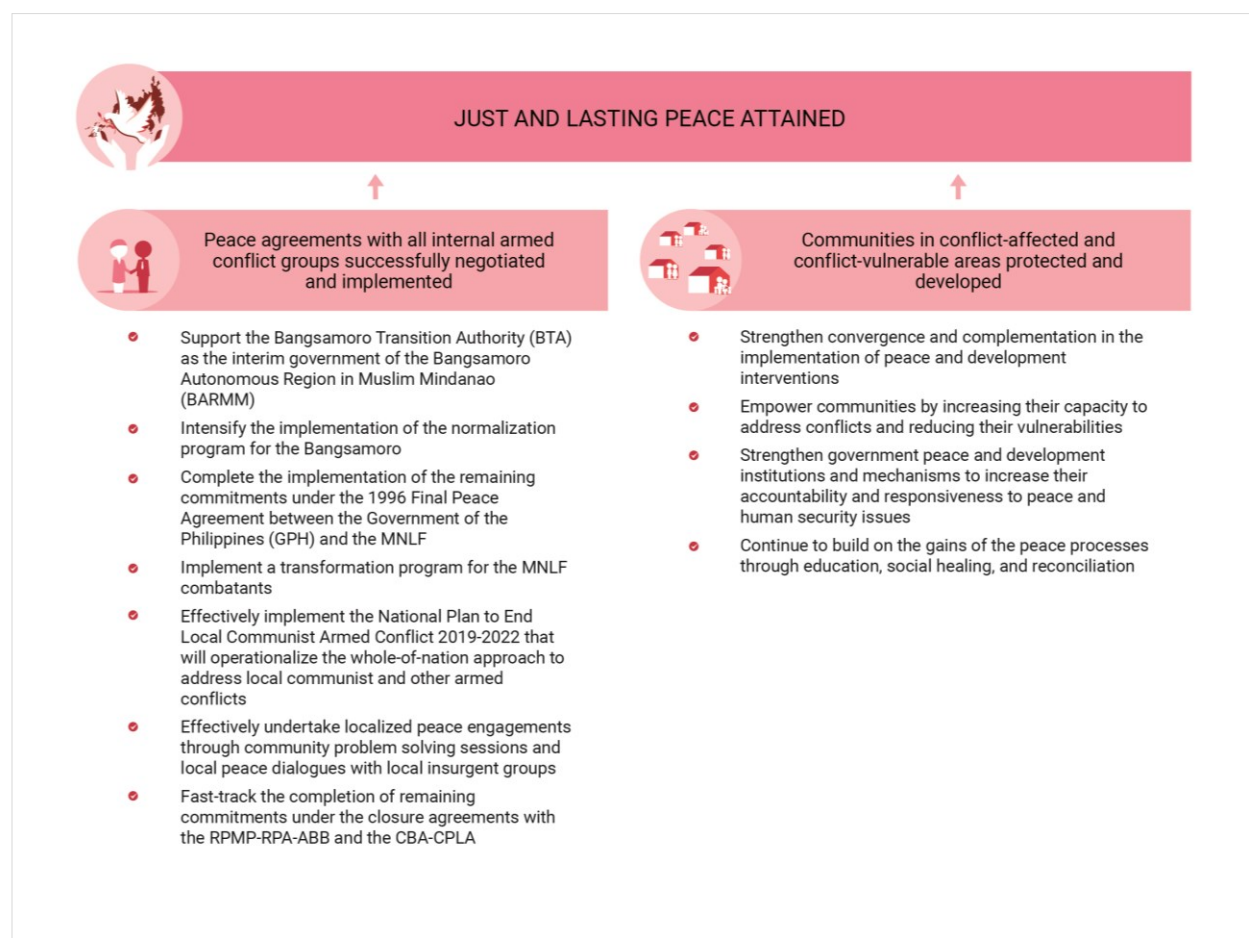 JUST AND LASTING PEACE ATTAINED
Peace agreements with all internal armed
conflict groups successfully negotiated
and implemented
Support the Bangsamoro Transition Authority (BTA)
as the interim government of the Bangsamoro
Autonomous Region in Muslim Mindanao
(BARMM)
Intensify the implementation of the normalization
program for the Bangsamoro
Complete the implementation of the remaining
commitments under the 1996 Final Peace
Agreement between the Government of the
Philippines (GPH) and the MNLF
Implement a transformation program for the MNLF
combatants
Effectively implement the National Plan to End
Local Communist Armed Conflict 2019-2022 that
will operationalize the whole-of-nation approach to
address local communist and other armed
conflicts
Effectively undertake localized peace engagements
through community problem solving sessions and
local peace dialogues with local insurgent groups
Fast-track the completion of remaining
commitments under the closure agreements with
the RPMP-RPA-ABB and the CBA-CPLA
Communities in conflict-affected and
conflict-vulnerable areas protected and
developed
Strengthen convergence and complementation in the
implementation of peace and development
interventions
Empower communities by increasing their capacity to
address conflicts and reducing their vulnerabilities
Strengthen government peace and development
institutions and mechanisms to increase their
accountability and responsiveness to peace and
human security issues
Continue to build on the gains of the peace processes
through education, social healing, and reconciliation